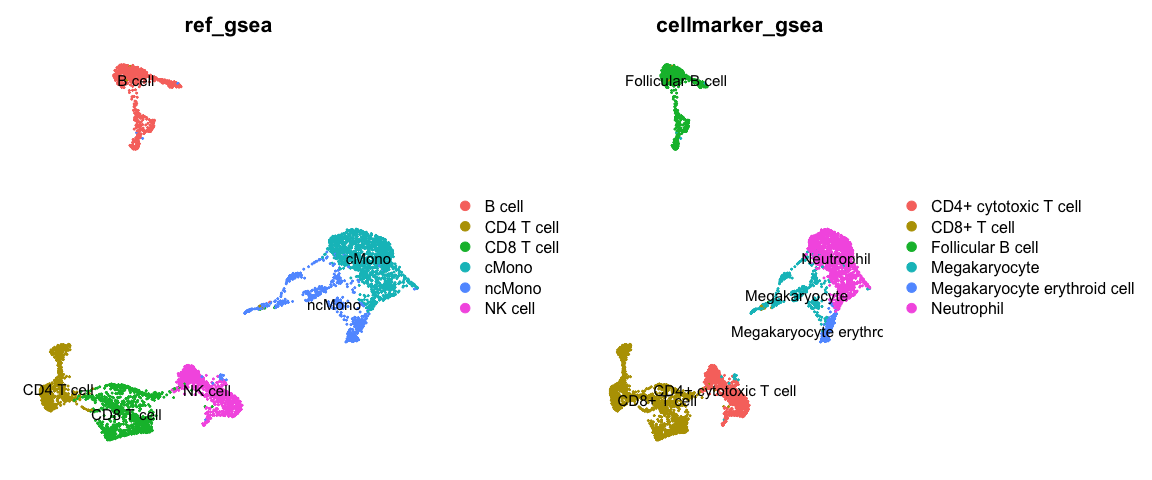 ref_gsea
B cell
cMono
ncMono
CD4 T cell
NK cell
CD8 T cell
B cell
CD4 T cell
CD8 T cell
cMono
ncMono
NK cell
cellmarker_gsea
Follicular B cell
Neutrophil
Megakaryocyte
Megakaryocyte erythro
CD4+ cytotoxic T cell
CD8+ T cell
CD4+ cytotoxic T cell
CD8+ T cell
Follicular B cell
Megakaryocyte
Megakaryocyte erythroid cell
Neutrophil